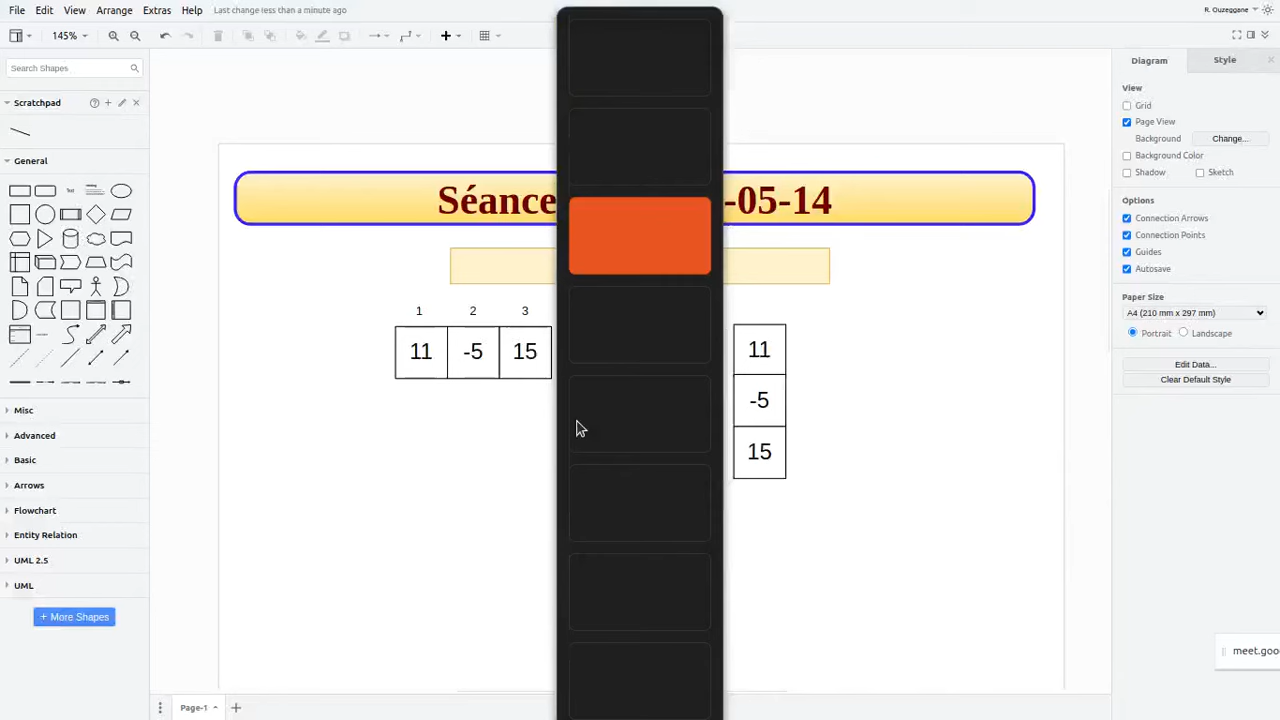 File Edit View Arrange Extras Help Last change less than a minute ago
R. Ouzeggane
145%
Search Shapes
Scratchpad
General
Text
Misc
Advanced
Basic
Arrows
Flowchart
Entity Relation
UML 2.5
UML
+ More Shapes
Séance
-05-14
1 2 3
11 -5 15
11
-5
15
Diagram Style
View
Grid
Page View
Background Change...
Background Color
Shadow Sketch
Options
Connection Arrows
Connection Points
Guides
Autosave
Paper Size
A4 (210 mm x 297 mm)
Portrait Landscape
Edit Data...
Clear Default Style
meet.goo
Page-1